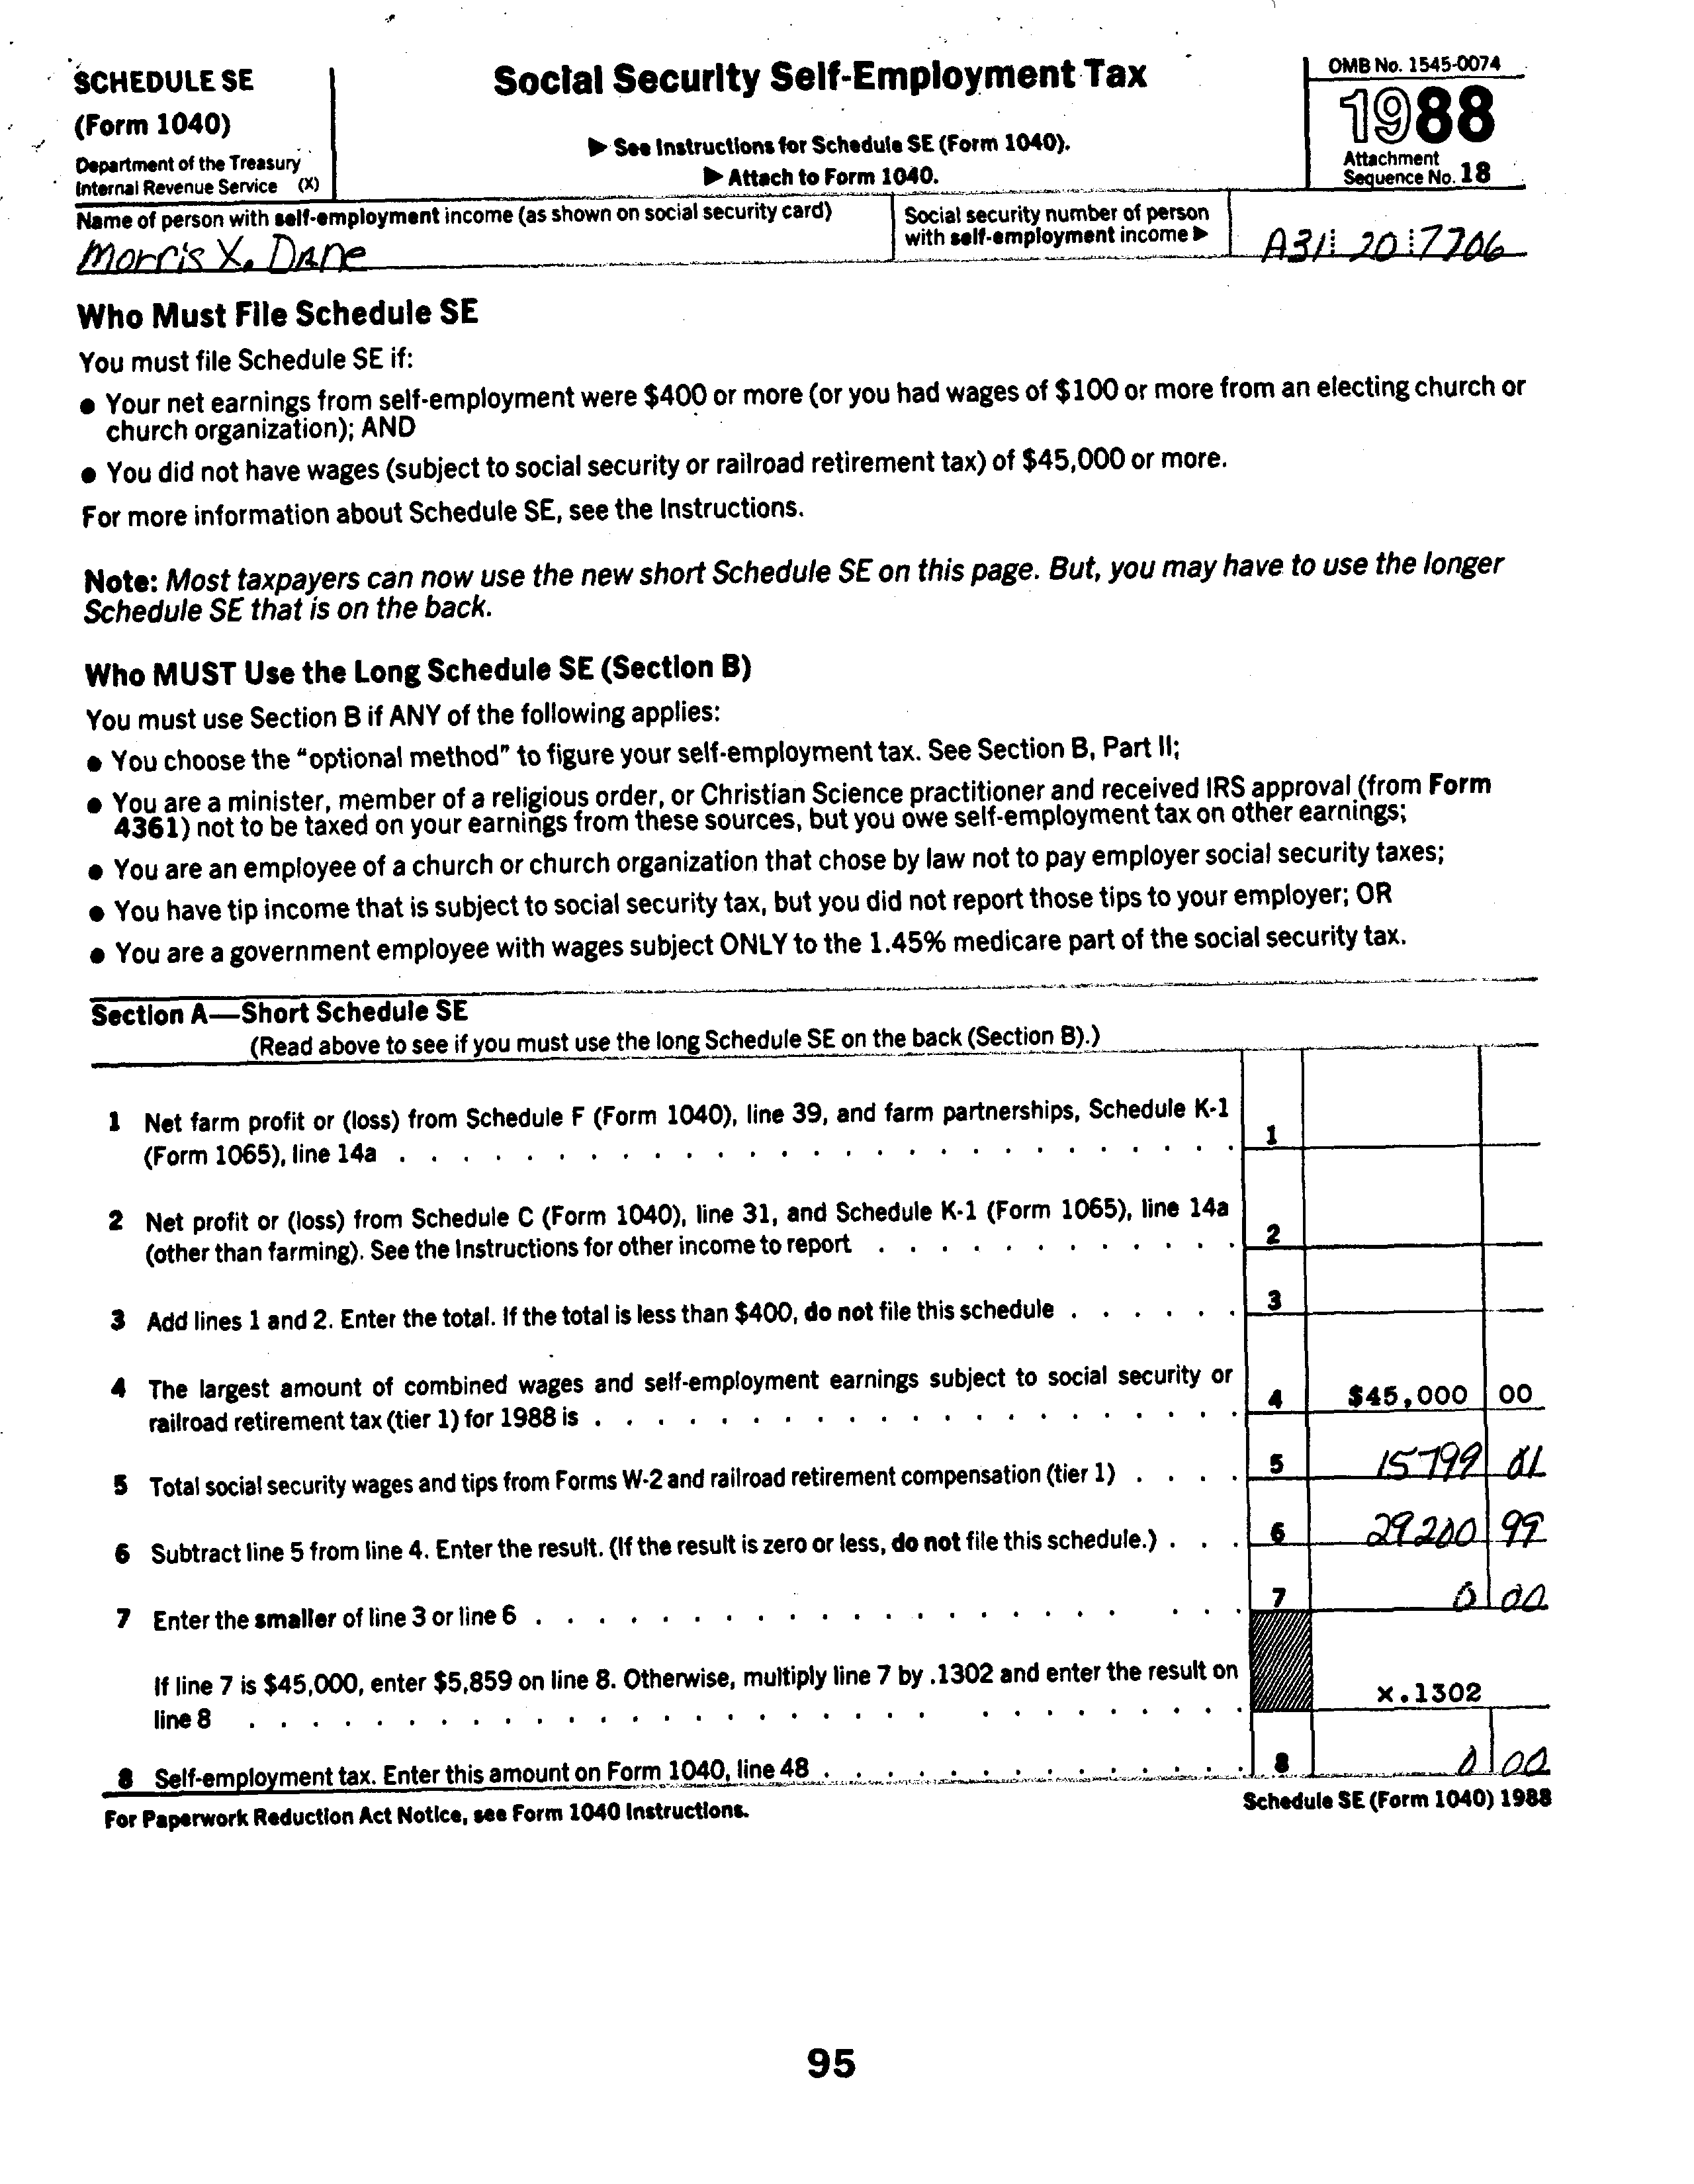 SCHEDULE SE
(Form 1040)
Department of the Treasury
Internal Revenue Service (X)
Social Security Self-Employment Tax
▶ See Instructions for Schedule SE (Form 1040).
▶ Attach to Form 1040.
OMB No. 1545-0074
1988
Attachment
Sequence No. 18
Name of person with self-employment income (as shown on social security card)
Morris X. Dane
Social security number of person
with self-employment income ▶
A31 20 7706
Who Must File Schedule SE
You must file Schedule SE if:
● Your net earnings from self-employment were $400 or more (or you had wages of $100 or more from an electing church or
church organization); AND
● You did not have wages (subject to social security or railroad retirement tax) of $45,000 or more.
For more information about Schedule SE, see the Instructions.
Note: Most taxpayers can now use the new short Schedule SE on this page. But, you may have to use the longer
Schedule SE that is on the back.
Who MUST Use the Long Schedule SE (Section B)
You must use Section B if ANY of the following applies:
● You choose the "optional method" to figure your self-employment tax. See Section B, Part II;
● You are a minister, member of a religious order, or Christian Science practitioner and received IRS approval (from Form
4361) not to be taxed on your earnings from these sources, but you owe self-employment tax on other earnings;
● You are an employee of a church or church organization that chose by law not to pay employer social security taxes;
● You have tip income that is subject to social security tax, but you did not report those tips to your employer; OR
● You are a government employee with wages subject ONLY to the 1.45% medicare part of the social security tax.
Section A—Short Schedule SE
(Read above to see if you must use the long Schedule SE on the back (Section B).)
1 Net farm profit or (loss) from Schedule F (Form 1040), line 39, and farm partnerships, Schedule K-1
(Form 1065), line 14a . . . . . . . . . . 1
2 Net profit or (loss) from Schedule C (Form 1040), line 31, and Schedule K-1 (Form 1065), line 14a
(other than farming). See the Instructions for other income to report . . . . . . . . . . 2
3 Add lines 1 and 2. Enter the total. If the total is less than $400, do not file this schedule . . . . . . 3
4 The largest amount of combined wages and self-employment earnings subject to social security or
railroad retirement tax (tier 1) for 1988 is . . . . . . . . . . 4 $45,000 00
5 Total social security wages and tips from Forms W-2 and railroad retirement compensation (tier 1) . . . . 5 15799 01
6 Subtract line 5 from line 4. Enter the result. (If the result is zero or less, do not file this schedule.) . . . 6 29200 99
7 Enter the smaller of line 3 or line 6 . . . . . . . . . . 7 0 00
If line 7 is $45,000, enter $5,859 on line 8. Otherwise, multiply line 7 by .1302 and enter the result on
line 8 . . . . . . . . . . x.1302
8 Self-employment tax. Enter this amount on Form 1040, line 48 . . . . . . . . . . 8 0 00
For Paperwork Reduction Act Notice, see Form 1040 Instructions.
Schedule SE (Form 1040) 1988
95